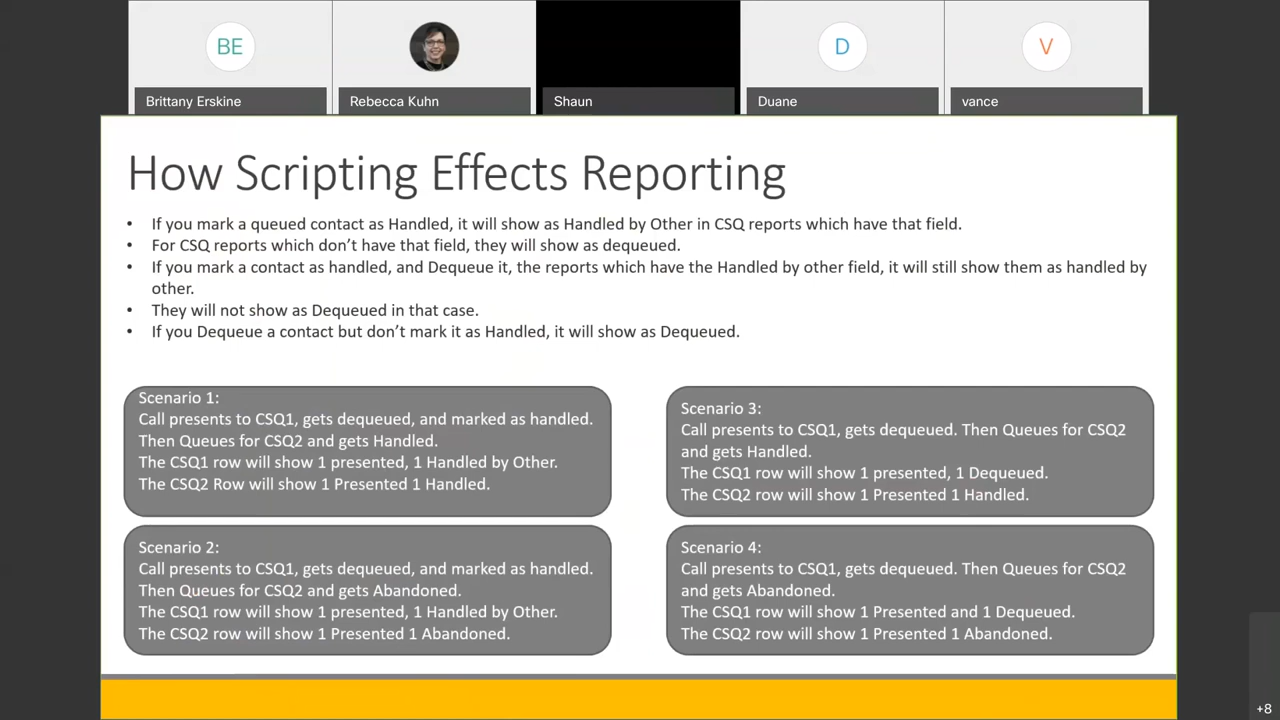 BE
D
V
Brittany Erskine
Rebecca Kuhn
Shaun
Duane
vance
How Scripting Effects Reporting
• If you mark a queued contact as Handled, it will show as Handled by Other in CSQ reports which have that field.
• For CSQ reports which don't have that field, they will show as dequeued.
• If you mark a contact as handled, and Dequeue it, the reports which have the Handled by other field, it will still show them as handled by
other.
• They will not show as Dequeued in that case.
• If you Dequeue a contact but don't mark it as Handled, it will show as Dequeued.
Scenario 1:
Call presents to CSQ1, gets dequeued, and marked as handled.
Then Queues for CSQ2 and gets Handled.
The CSQ1 row will show 1 presented, 1 Handled by Other.
The CSQ2 Row will show 1 Presented 1 Handled.
Scenario 2:
Call presents to CSQ1, gets dequeued, and marked as handled.
Then Queues for CSQ2 and gets Abandoned.
The CSQ1 row will show 1 presented, 1 Handled by Other.
The CSQ2 row will show 1 Presented 1 Abandoned.
Scenario 3:
Call presents to CSQ1, gets dequeued. Then Queues for CSQ2
and gets Handled.
The CSQ1 row will show 1 presented, 1 Dequeued.
The CSQ2 row will show 1 Presented 1 Handled.
Scenario 4:
Call presents to CSQ1, gets dequeued. Then Queues for CSQ2
and gets Abandoned.
The CSQ1 row will show 1 Presented and 1 Dequeued.
The CSQ2 row will show 1 Presented 1 Abandoned.
+8